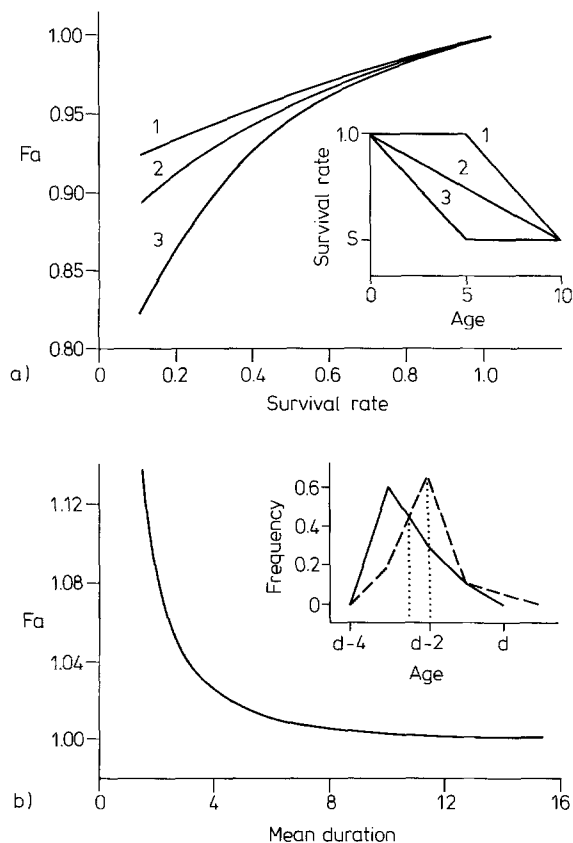 1.00
0.95
Fa
0.90
0.85
0.80
1
2
3
a)
0
0.2
0.4
0.6
0.8
1.0
Survival rate
1.0
S
Survival rate
1
2
3
0
5
10
Age
1.12
1.08
Fa
1.04
1.00
b)
0
4
8
12
16
Mean duration
0.6
0.4
0.2
0
Frequency
d-4
d-2
d
Age